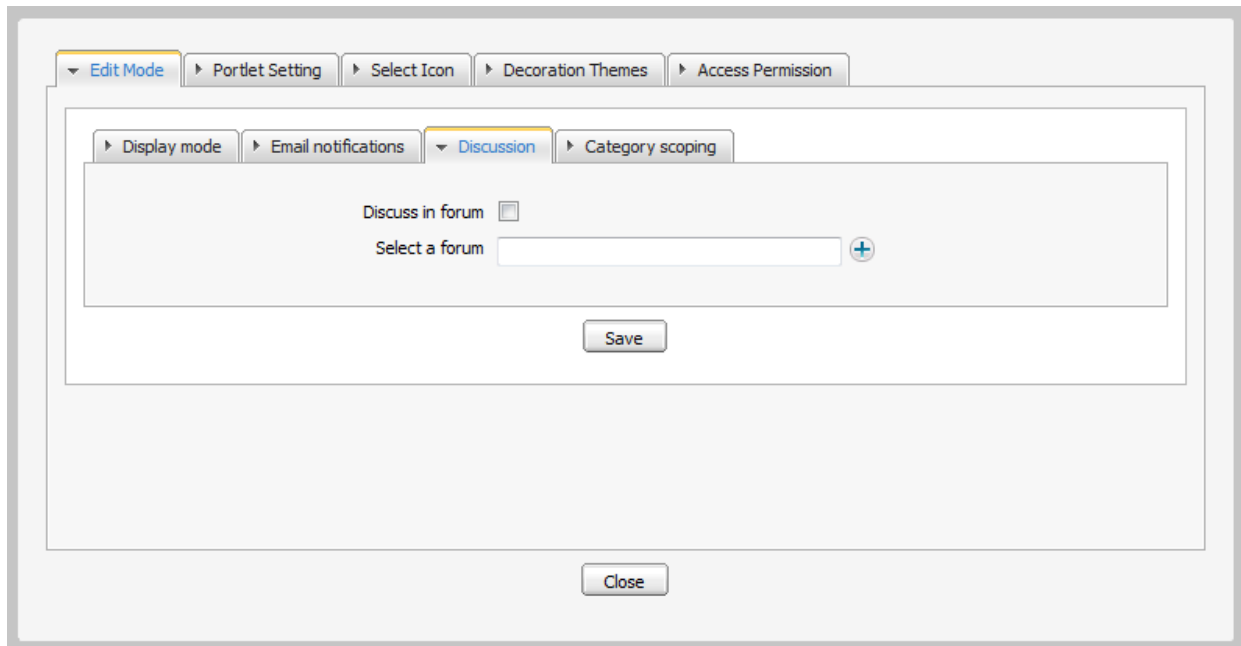 Edit Mode Portlet Setting Select Icon Decoration Themes Access Permission
Display mode Email notifications Discussion Category scoping
Discuss in forum
Select a forum
Save
Close